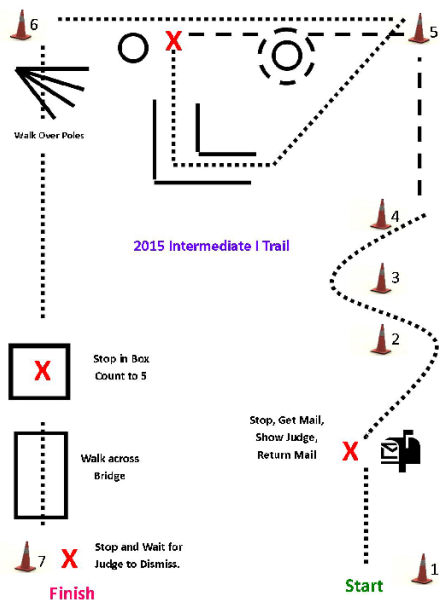 6
5
Walk Over Poles
4
2015 Intermediate I Trail
3
2
X
Stop in Box
Count to 5
X
Stop, Get Mail,
Show Judge,
Return Mail
X
Walk across
Bridge
7
X
Stop and Wait for
Judge to Dismiss.
1
Finish
Start